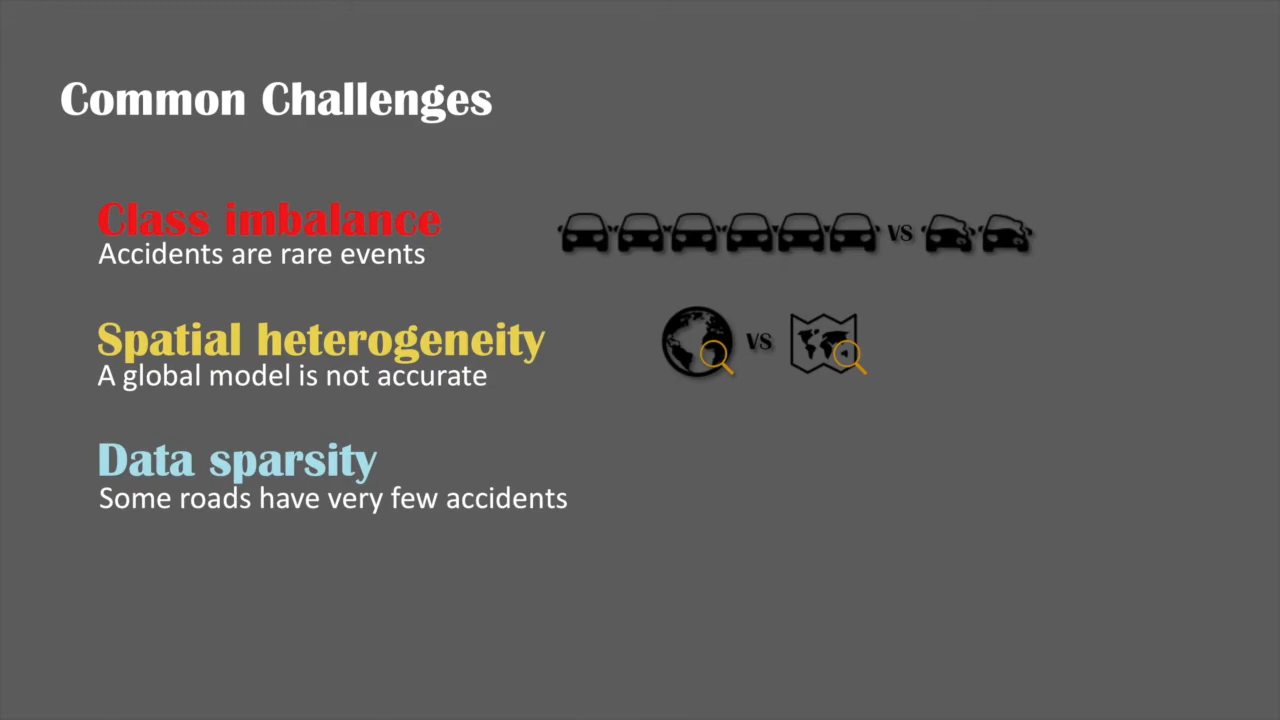 Common Challenges
Class imbalance
Accidents are rare events
VS
Spatial heterogeneity
A global model is not accurate
VS
Data sparsity
Some roads have very few accidents